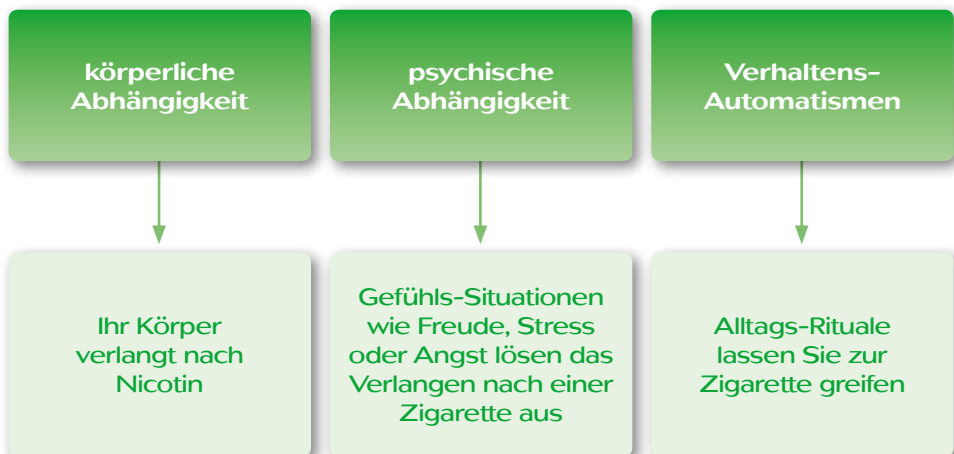 körperliche
Abhängigkeit
psychische
Abhängigkeit
Verhaltens-
Automatismen
Ihr Körper
verlangt nach
Nicotin
Gefühls-Situationen
wie Freude, Stress
oder Angst lösen das
Verlangen nach einer
Zigarette aus
Alltags-Rituale
lassen Sie zur
Zigarette greifen